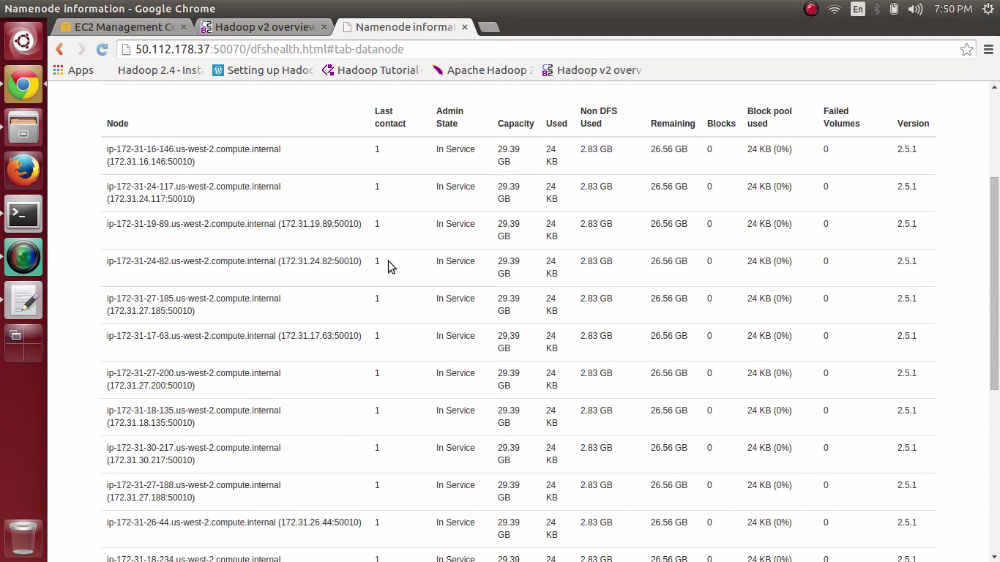 Namenode information - Google Chrome
En
7:50 PM
EC2 Management Co
Hadoop v2 overview
Namenode informat
50.112.178.37:50070/dfshealth.html#tab-datanode
Apps
Hadoop 2.4 - Insta
Setting up Hadoo
Hadoop Tutorial -
Apache Hadoop 2
Hadoop v2 overv
Node Last contact Admin State Capacity Used Non DFS Used Remaining Blocks Block pool used Failed Volumes Version
ip-172-31-16-146.us-west-2.compute.internal 1 In Service 29.39 24 2.83 GB 26.56 GB 0 24 KB (0%) 0 2.5.1
(172.31.16.146:50010) GB KB
ip-172-31-24-117.us-west-2.compute.internal 1 In Service 29.39 24 2.83 GB 26.56 GB 0 24 KB (0%) 0 2.5.1
(172.31.24.117:50010) GB KB
ip-172-31-19-89.us-west-2.compute.internal (172.31.19.89:50010) 1 In Service 29.39 24 2.83 GB 26.56 GB 0 24 KB (0%) 0 2.5.1
GB KB
ip-172-31-24-82.us-west-2.compute.internal (172.31.24.82:50010) 1 In Service 29.39 24 2.83 GB 26.56 GB 0 24 KB (0%) 0 2.5.1
GB KB
ip-172-31-27-185.us-west-2.compute.internal 1 In Service 29.39 24 2.83 GB 26.56 GB 0 24 KB (0%) 0 2.5.1
(172.31.27.185:50010) GB KB
ip-172-31-17-63.us-west-2.compute.internal (172.31.17.63:50010) 1 In Service 29.39 24 2.83 GB 26.56 GB 0 24 KB (0%) 0 2.5.1
GB KB
ip-172-31-27-200.us-west-2.compute.internal 1 In Service 29.39 24 2.83 GB 26.56 GB 0 24 KB (0%) 0 2.5.1
(172.31.27.200:50010) GB KB
ip-172-31-18-135.us-west-2.compute.internal 1 In Service 29.39 24 2.83 GB 26.56 GB 0 24 KB (0%) 0 2.5.1
(172.31.18.135:50010) GB KB
ip-172-31-30-217.us-west-2.compute.internal 1 In Service 29.39 24 2.83 GB 26.56 GB 0 24 KB (0%) 0 2.5.1
(172.31.30.217:50010) GB KB
ip-172-31-27-188.us-west-2.compute.internal 1 In Service 29.39 24 2.83 GB 26.56 GB 0 24 KB (0%) 0 2.5.1
(172.31.27.188:50010) GB KB
ip-172-31-26-44.us-west-2.compute.internal (172.31.26.44:50010) 1 In Service 29.39 24 2.83 GB 26.56 GB 0 24 KB (0%) 0 2.5.1
GB KB
ip-172-31-18-234.us-west-2.compute.internal 1 In Service 29.39 24 2.83 GB 26.56 GB 0 24 KB (0%) 0 2.5.1